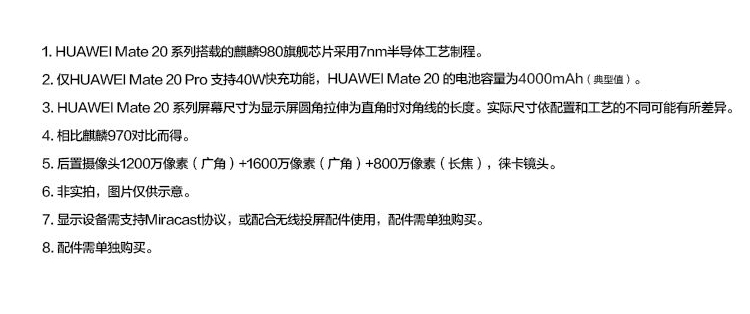 1. HUAWEI Mate 20 系列搭载的麒麟980旗舰芯片采用7nm半导体工艺制程。
2. 仅HUAWEI Mate 20 Pro 支持40W快充功能，HUAWEI Mate 20 的电池容量为4000mAh（典型值）。
3. HUAWEI Mate 20 系列屏幕尺寸为显示屏圆角拉伸为直角时对角线的长度。实际尺寸依配置和工艺的不同可能有所差异。
4. 相比麒麟970对比而得。
5. 后置摄像头1200万像素（广角）+1600万像素（广角）+800万像素（长焦），徕卡镜头。
6. 非实拍，图片仅供示意。
7. 显示设备需支持Miracast协议，或配合无线投屏配件使用，配件需单独购买。
8. 配件需单独购买。